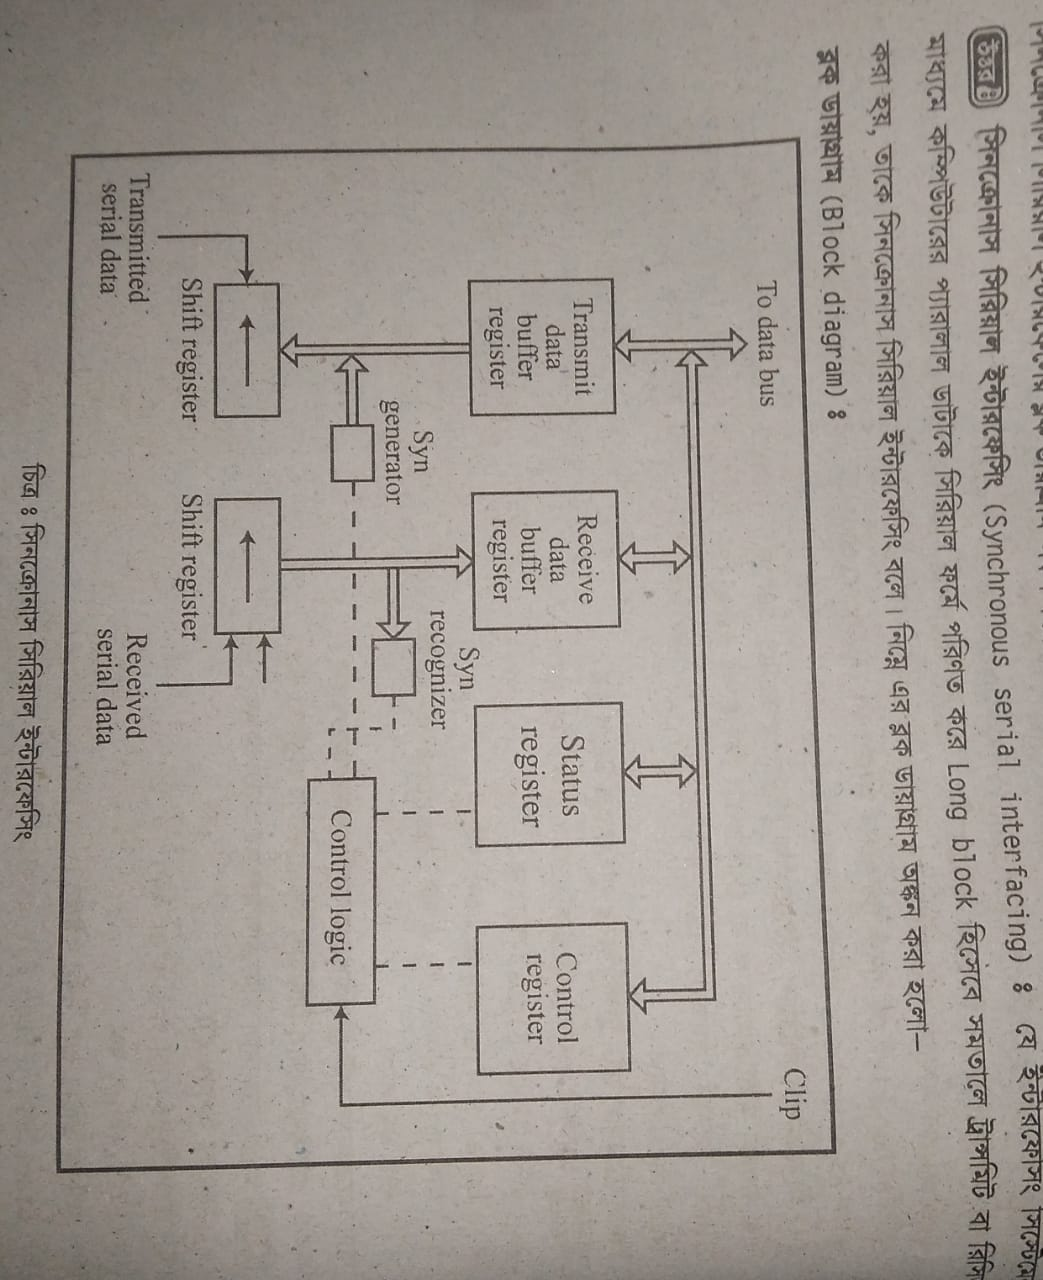 উত্তরঃ সিনক্রোনাস সিরিয়াল ইন্টারফেসিং (Synchronous serial interfacing) ঃ যে ইন্টারফেসিং সিস্টেমে
মাধ্যমে কম্পিউটারের প্যারালাল ডাটাকে সিরিয়াল ফর্মে পরিণত করে Long block হিসেবে সমতালে ট্রান্সমিট বা রিসি
করা হয়, তাকে সিনক্রোনাস সিরিয়াল ইন্টারফেসিং বলে। নিম্নে এর ব্লক ডায়াগ্রাম অঙ্কন করা হলো–
ব্লক ডায়াগ্রাম (Block diagram) ঃ
To data bus
Clip
Transmit
data
buffer
register
Receive
data
buffer
register
Status
register
Control
register
Syn
generator
Syn
recognizer
Control logic
Shift register
Shift register
Transmitted
serial data
Received
serial data
চিত্র ঃ সিনক্রোনাস সিরিয়াল ইন্টারফেসিং